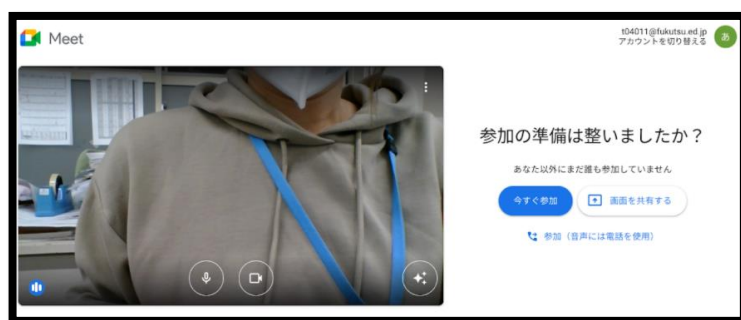 Meet
t04011@fukutsu.ed.jp
アカウントを切り替える
あ
参加の準備は整いましたか？
あなた以外にまだ誰も参加していません
今すぐ参加
画面を共有する
参加（音声には電話を使用）